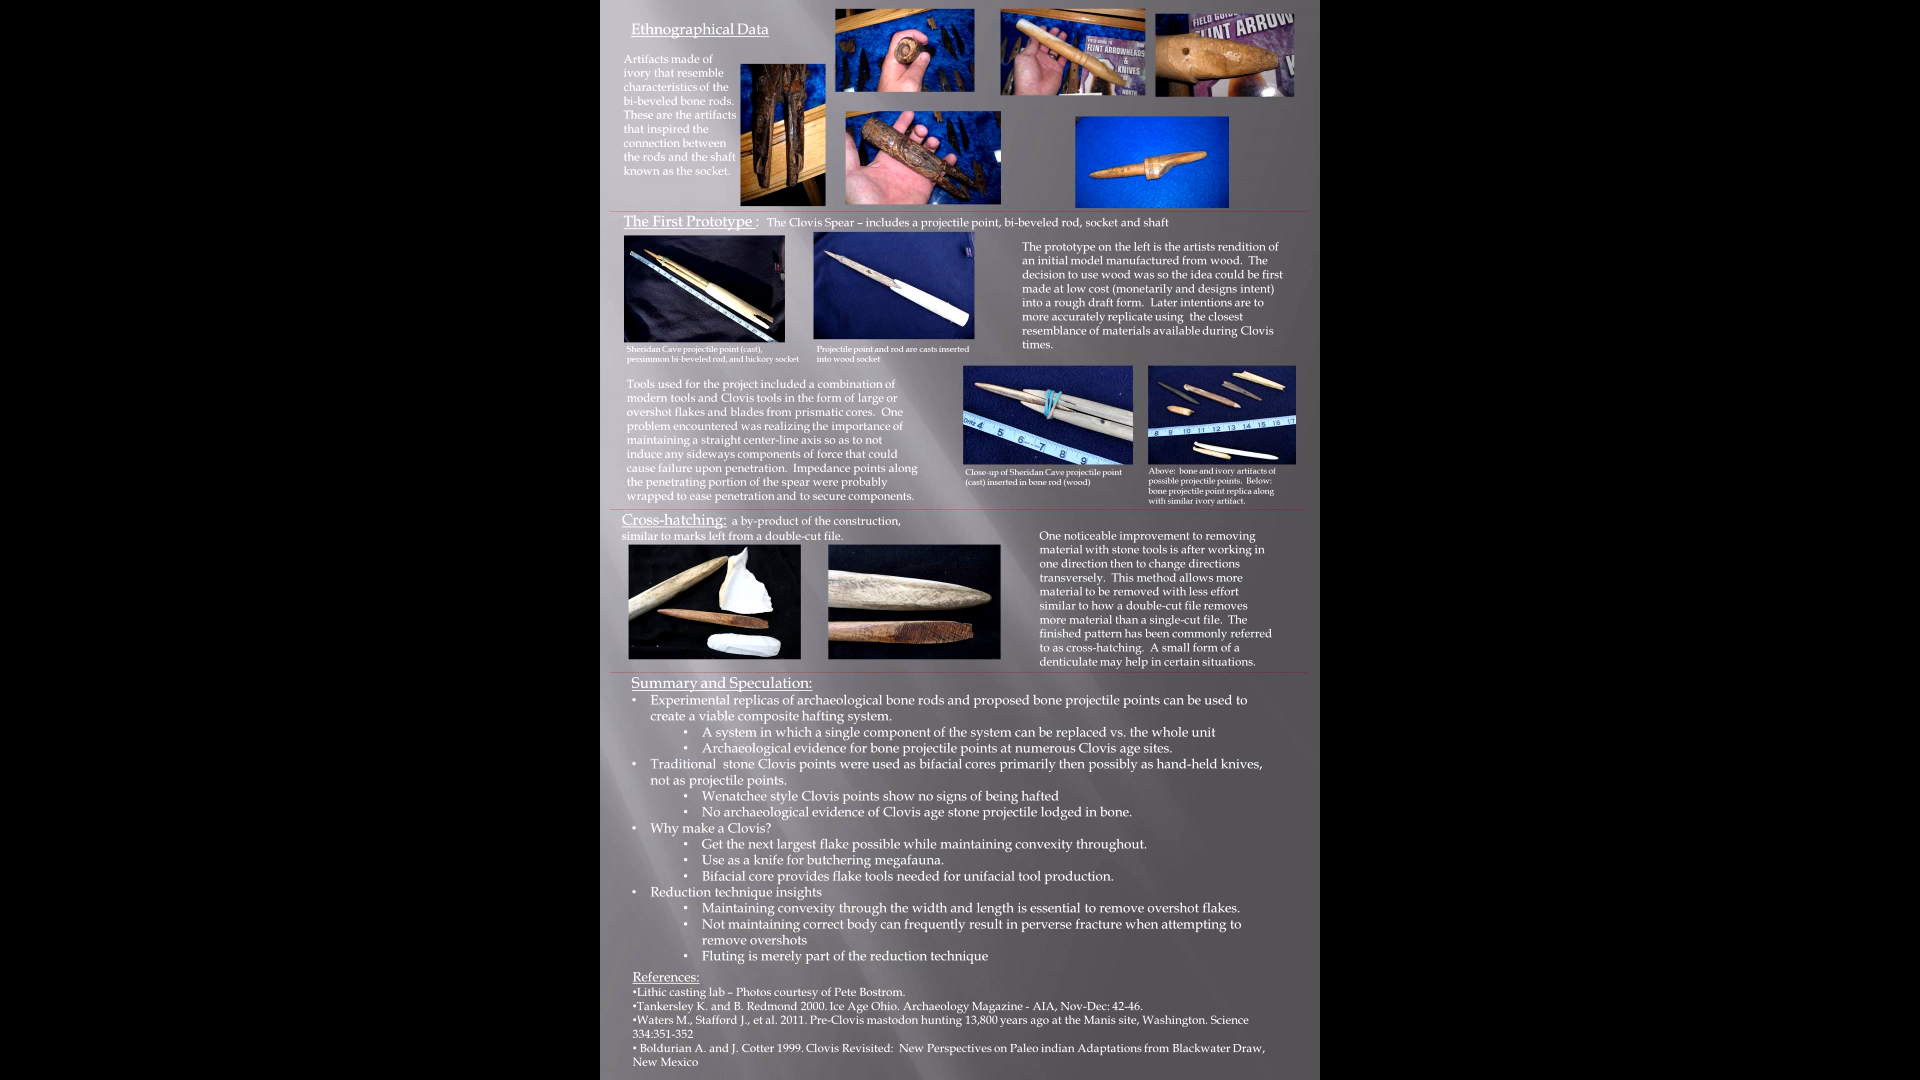 Ethnographical Data
Artifacts made of
ivory that resemble
characteristics of the
bi-beveled bone rods.
These are the artifacts
that inspired the
connection between
the rods and the shaft
known as the socket.
FLINT ARROWHEADS
&
KNIVES
NORTH
FIELD GUIDE
FLINT ARROW
The First Prototype : The Clovis Spear – includes a projectile point, bi-beveled rod, socket and shaft
Sheridan Cave projectile point (cast),
persimmon bi-beveled rod, and hickory socket
Projectile point and rod are casts inserted
into wood socket
The prototype on the left is the artists rendition of
an initial model manufactured from wood. The
decision to use wood was so the idea could be first
made at low cost (monetarily and designs intent)
into a rough draft form. Later intentions are to
more accurately replicate using the closest
resemblance of materials available during Clovis
times.
Tools used for the project included a combination of
modern tools and Clovis tools in the form of large or
overshot flakes and blades from prismatic cores. One
problem encountered was realizing the importance of
maintaining a straight center-line axis so as to not
induce any sideways components of force that could
cause failure upon penetration. Impedance points along
the penetrating portion of the spear were probably
wrapped to ease penetration and to secure components.
4 5 6 7 8 9
Close-up of Sheridan Cave projectile point
(cast) inserted in bone rod (wood)
8 9 10 11 12 13 14 15 16 17
Above: bone and ivory artifacts of
possible projectile points. Below:
bone projectile point replica along
with similar ivory artifact.
Cross-hatching: a by-product of the construction,
similar to marks left from a double-cut file.
One noticeable improvement to removing
material with stone tools is after working in
one direction then to change directions
transversely. This method allows more
material to be removed with less effort
similar to how a double-cut file removes
more material than a single-cut file. The
finished pattern has been commonly referred
to as cross-hatching. A small form of a
denticulate may help in certain situations.
Summary and Speculation:
• Experimental replicas of archaeological bone rods and proposed bone projectile points can be used to
create a viable composite hafting system.
• A system in which a single component of the system can be replaced vs. the whole unit
• Archaeological evidence for bone projectile points at numerous Clovis age sites.
• Traditional stone Clovis points were used as bifacial cores primarily then possibly as hand-held knives,
not as projectile points.
• Wenatchee style Clovis points show no signs of being hafted
• No archaeological evidence of Clovis age stone projectile lodged in bone.
• Why make a Clovis?
• Get the next largest flake possible while maintaining convexity throughout.
• Use as a knife for butchering megafauna.
• Bifacial core provides flake tools needed for unifacial tool production.
• Reduction technique insights
• Maintaining convexity through the width and length is essential to remove overshot flakes.
• Not maintaining correct body can frequently result in perverse fracture when attempting to
remove overshots
• Fluting is merely part of the reduction technique
References:
•Lithic casting lab – Photos courtesy of Pete Bostrom.
•Tankersley K. and B. Redmond 2000. Ice Age Ohio. Archaeology Magazine - AIA, Nov-Dec: 42-46.
•Waters M., Stafford J., et al. 2011. Pre-Clovis mastodon hunting 13,800 years ago at the Manis site, Washington. Science
334:351-352
• Boldurian A. and J. Cotter 1999. Clovis Revisited: New Perspectives on Paleo indian Adaptations from Blackwater Draw,
New Mexico